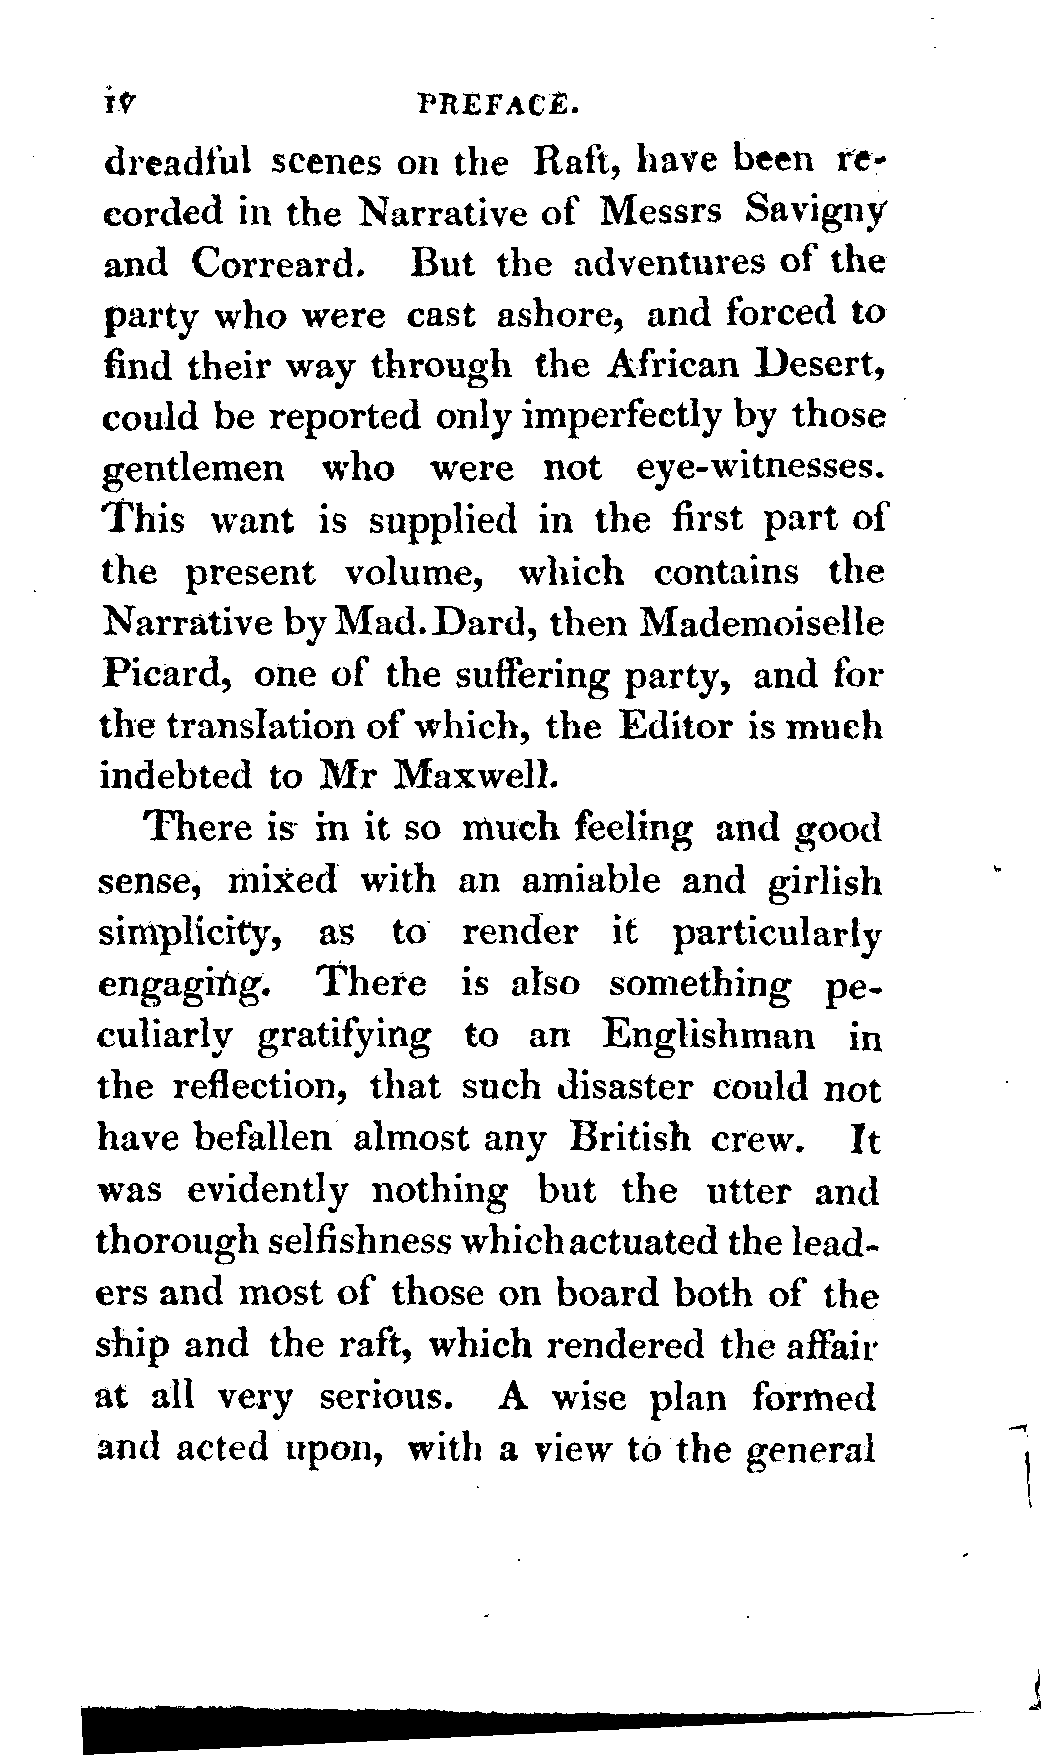 iv PREFACE.
dreadful scenes on the Raft, have been re-
corded in the Narrative of Messrs Savigny
and Correard. But the adventures of the
party who were cast ashore, and forced to
find their way through the African Desert,
could be reported only imperfectly by those
gentlemen who were not eye-witnesses.
This want is supplied in the first part of
the present volume, which contains the
Narrative by Mad. Dard, then Mademoiselle
Picard, one of the suffering party, and for
the translation of which, the Editor is much
indebted to Mr Maxwell.
There is in it so much feeling and good
sense, mixed with an amiable and girlish
simplicity, as to render it particularly
engaging. There is also something pe-
culiarly gratifying to an Englishman in
the reflection, that such disaster could not
have befallen almost any British crew. It
was evidently nothing but the utter and
thorough selfishness which actuated the lead-
ers and most of those on board both of the
ship and the raft, which rendered the affair
at all very serious. A wise plan formed
and acted upon, with a view to the general